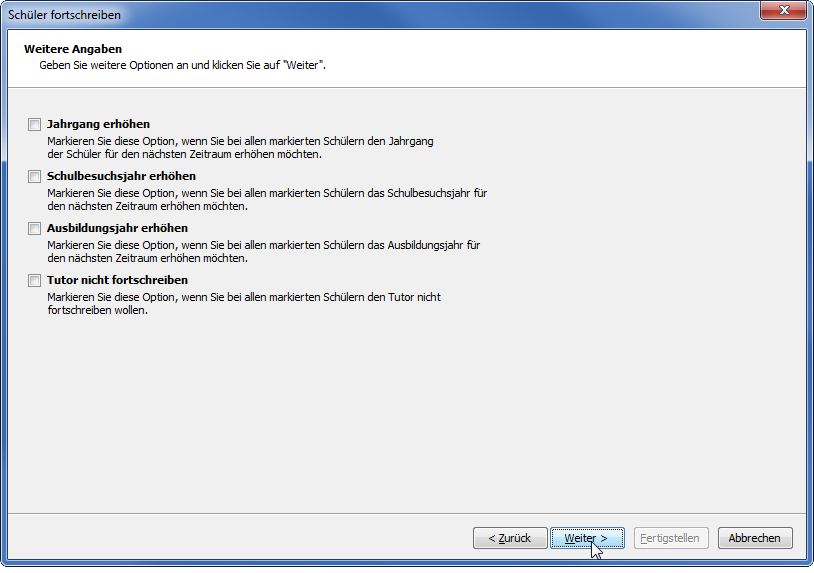 Schüler fortschreiben
Weitere Angaben
Geben Sie weitere Optionen an und klicken Sie auf "Weiter".
Jahrgang erhöhen
Markieren Sie diese Option, wenn Sie bei allen markierten Schülern den Jahrgang
der Schüler für den nächsten Zeitraum erhöhen möchten.
Schulbesuchsjahr erhöhen
Markieren Sie diese Option, wenn Sie bei allen markierten Schülern das Schulbesuchsjahr für
den nächsten Zeitraum erhöhen möchten.
Ausbildungsjahr erhöhen
Markieren Sie diese Option, wenn Sie bei allen markierten Schülern das Ausbildungsjahr für
den nächsten Zeitraum erhöhen möchten.
Tutor nicht fortschreiben
Markieren Sie diese Option, wenn Sie bei allen markierten Schülern den Tutor nicht
fortschreiben wollen.
< Zurück Weiter > Fertigstellen Abbrechen